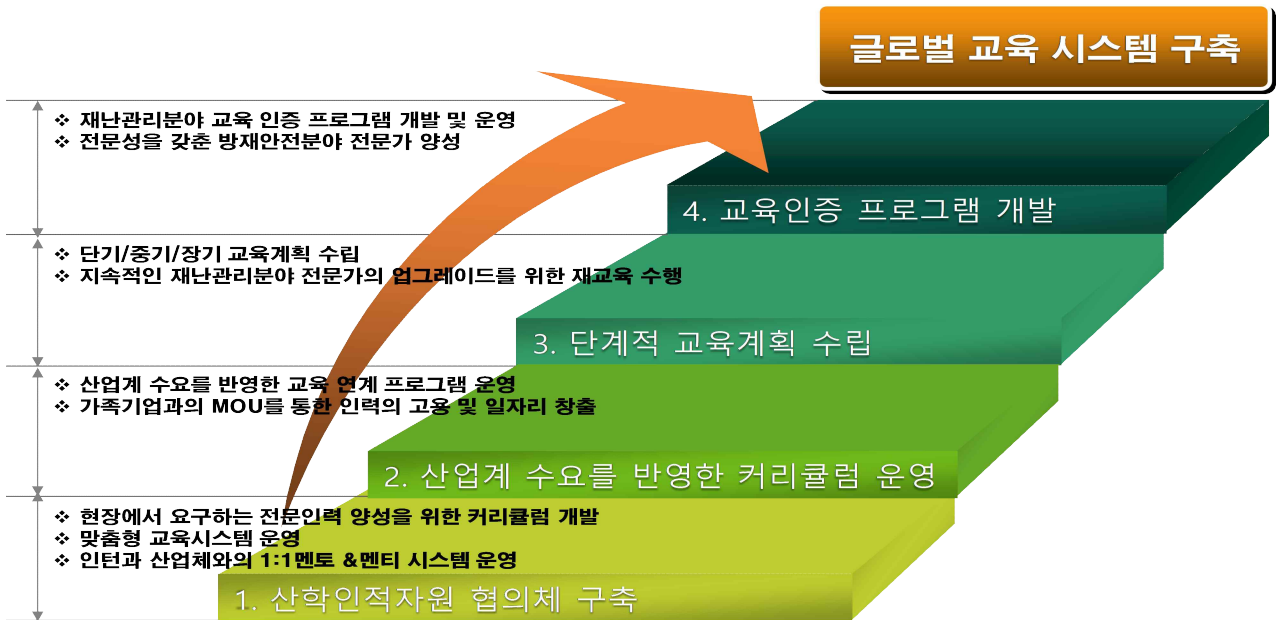 글로벌 교육 시스템 구축
❖ 재난관리분야 교육 인증 프로그램 개발 및 운영
❖ 전문성을 갖춘 방재안전분야 전문가 양성
4. 교육인증 프로그램 개발
❖ 단기/중기/장기 교육계획 수립
❖ 지속적인 재난관리분야 전문가의 업그레이드를 위한 재교육 수행
3. 단계적 교육계획 수립
❖ 산업계 수요를 반영한 교육 연계 프로그램 운영
❖ 가족기업과의 MOU를 통한 인력의 고용 및 일자리 창출
2. 산업계 수요를 반영한 커리큘럼 운영
❖ 현장에서 요구하는 전문인력 양성을 위한 커리큘럼 개발
❖ 맞춤형 교육시스템 운영
❖ 인턴과 산업체와의 1:1멘토 &멘티 시스템 운영
1. 산학인적자원 협의체 구축